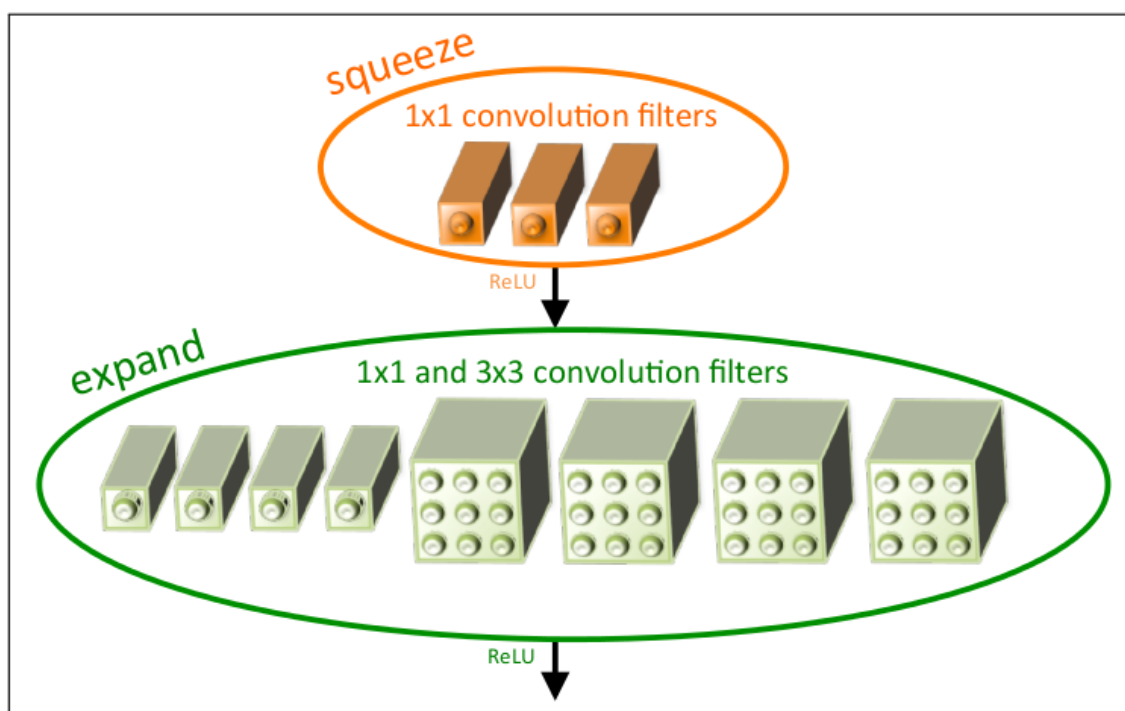 squeeze
1x1 convolution filters
ReLU
expand
1x1 and 3x3 convolution filters
ReLU